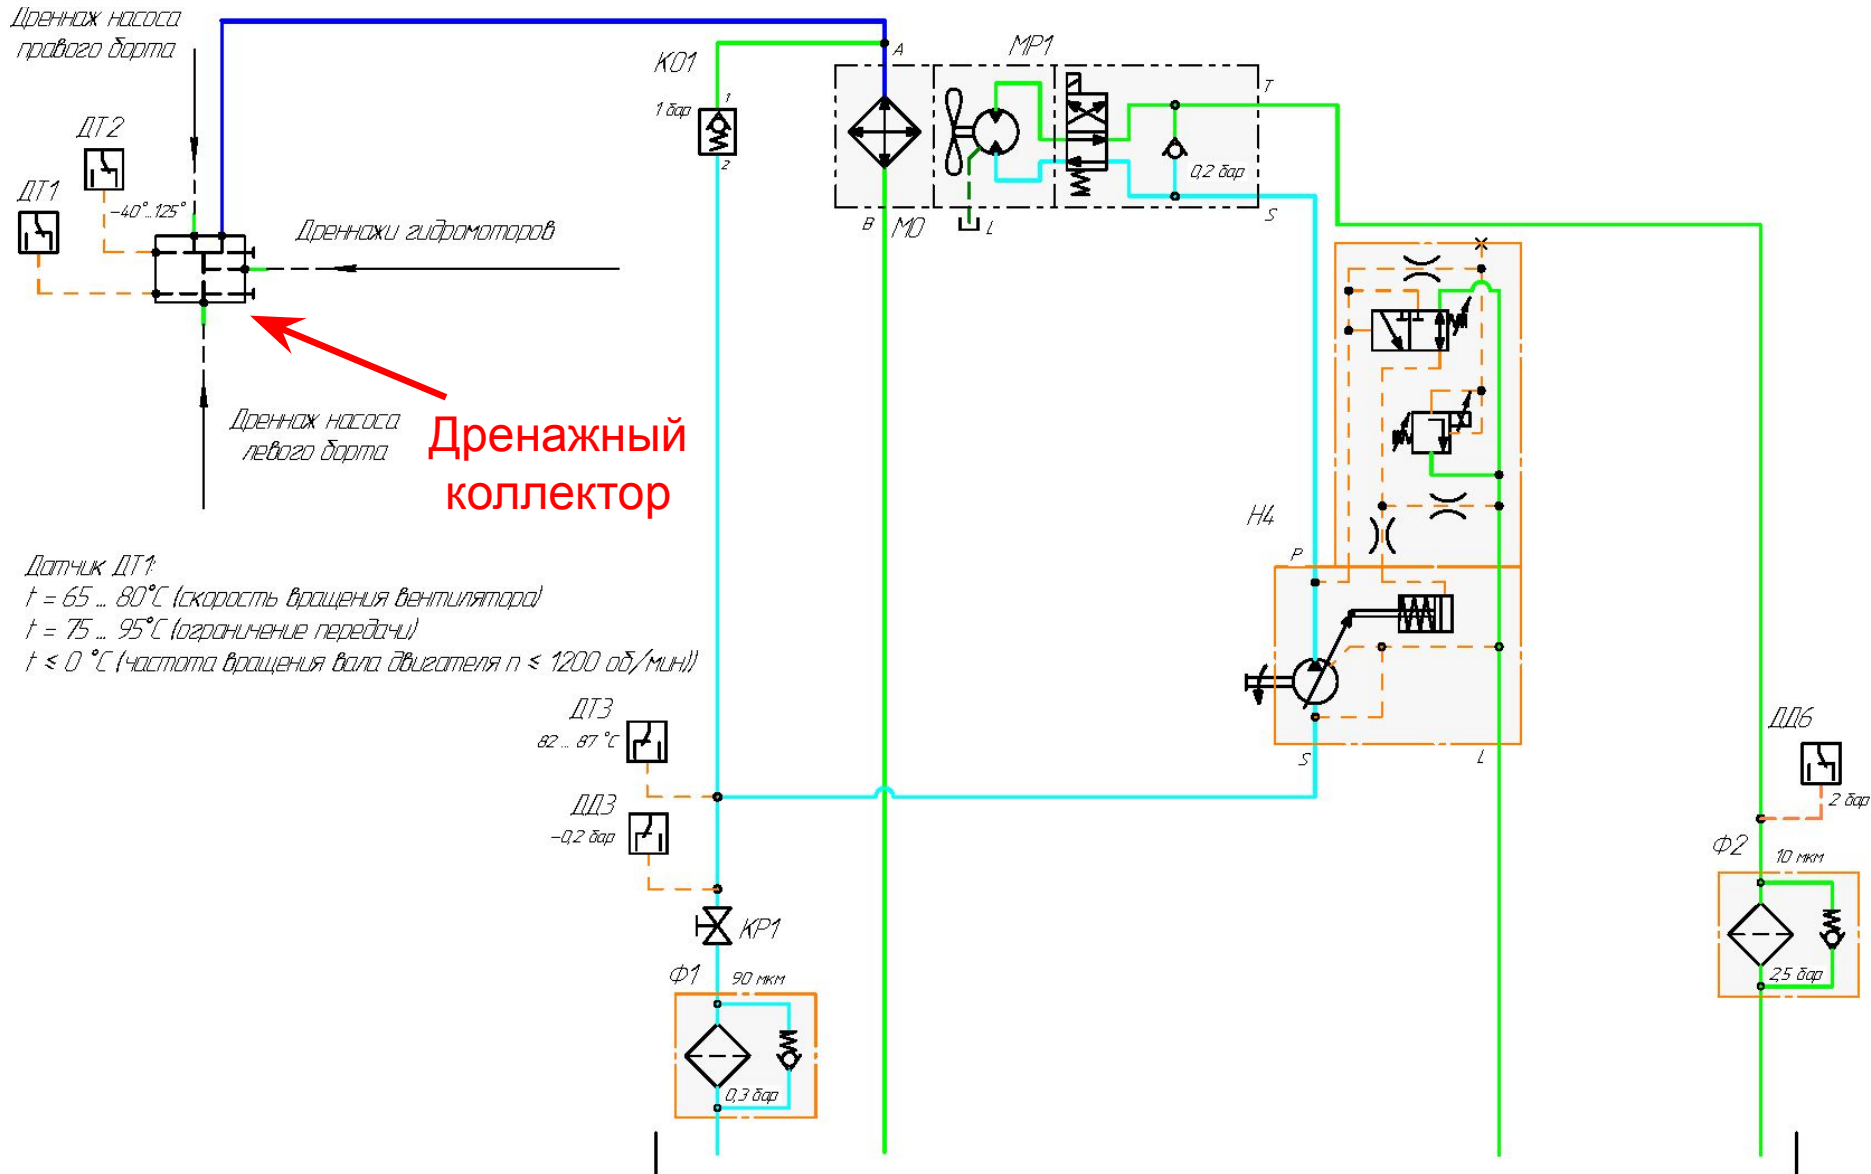 Дреннаж насоса
правого борта
ДТ2
ДТ1
-40°...125°
Дреннажи гидромоторов
Дреннаж насоса
левого борта
Дренажный
коллектор
Датчик ДТ1:
t = 65 ... 80°C (скорость вращения вентилятора)
t = 75 ... 95°C (ограничение передачи)
t ≤ 0 °C (частота вращения вала двигателя n ≤ 1200 об/мин))
КО1
1 бар
1
2
A
МР1
T
0,2 бар
B
МО
L
S
Н4
P
S
L
ДТ3
82 ... 87 °C
ДД3
-0,2 бар
КР1
Ф1
90 мкм
0,3 бар
ДД6
2 бар
Ф2
10 мкм
2,5 бар